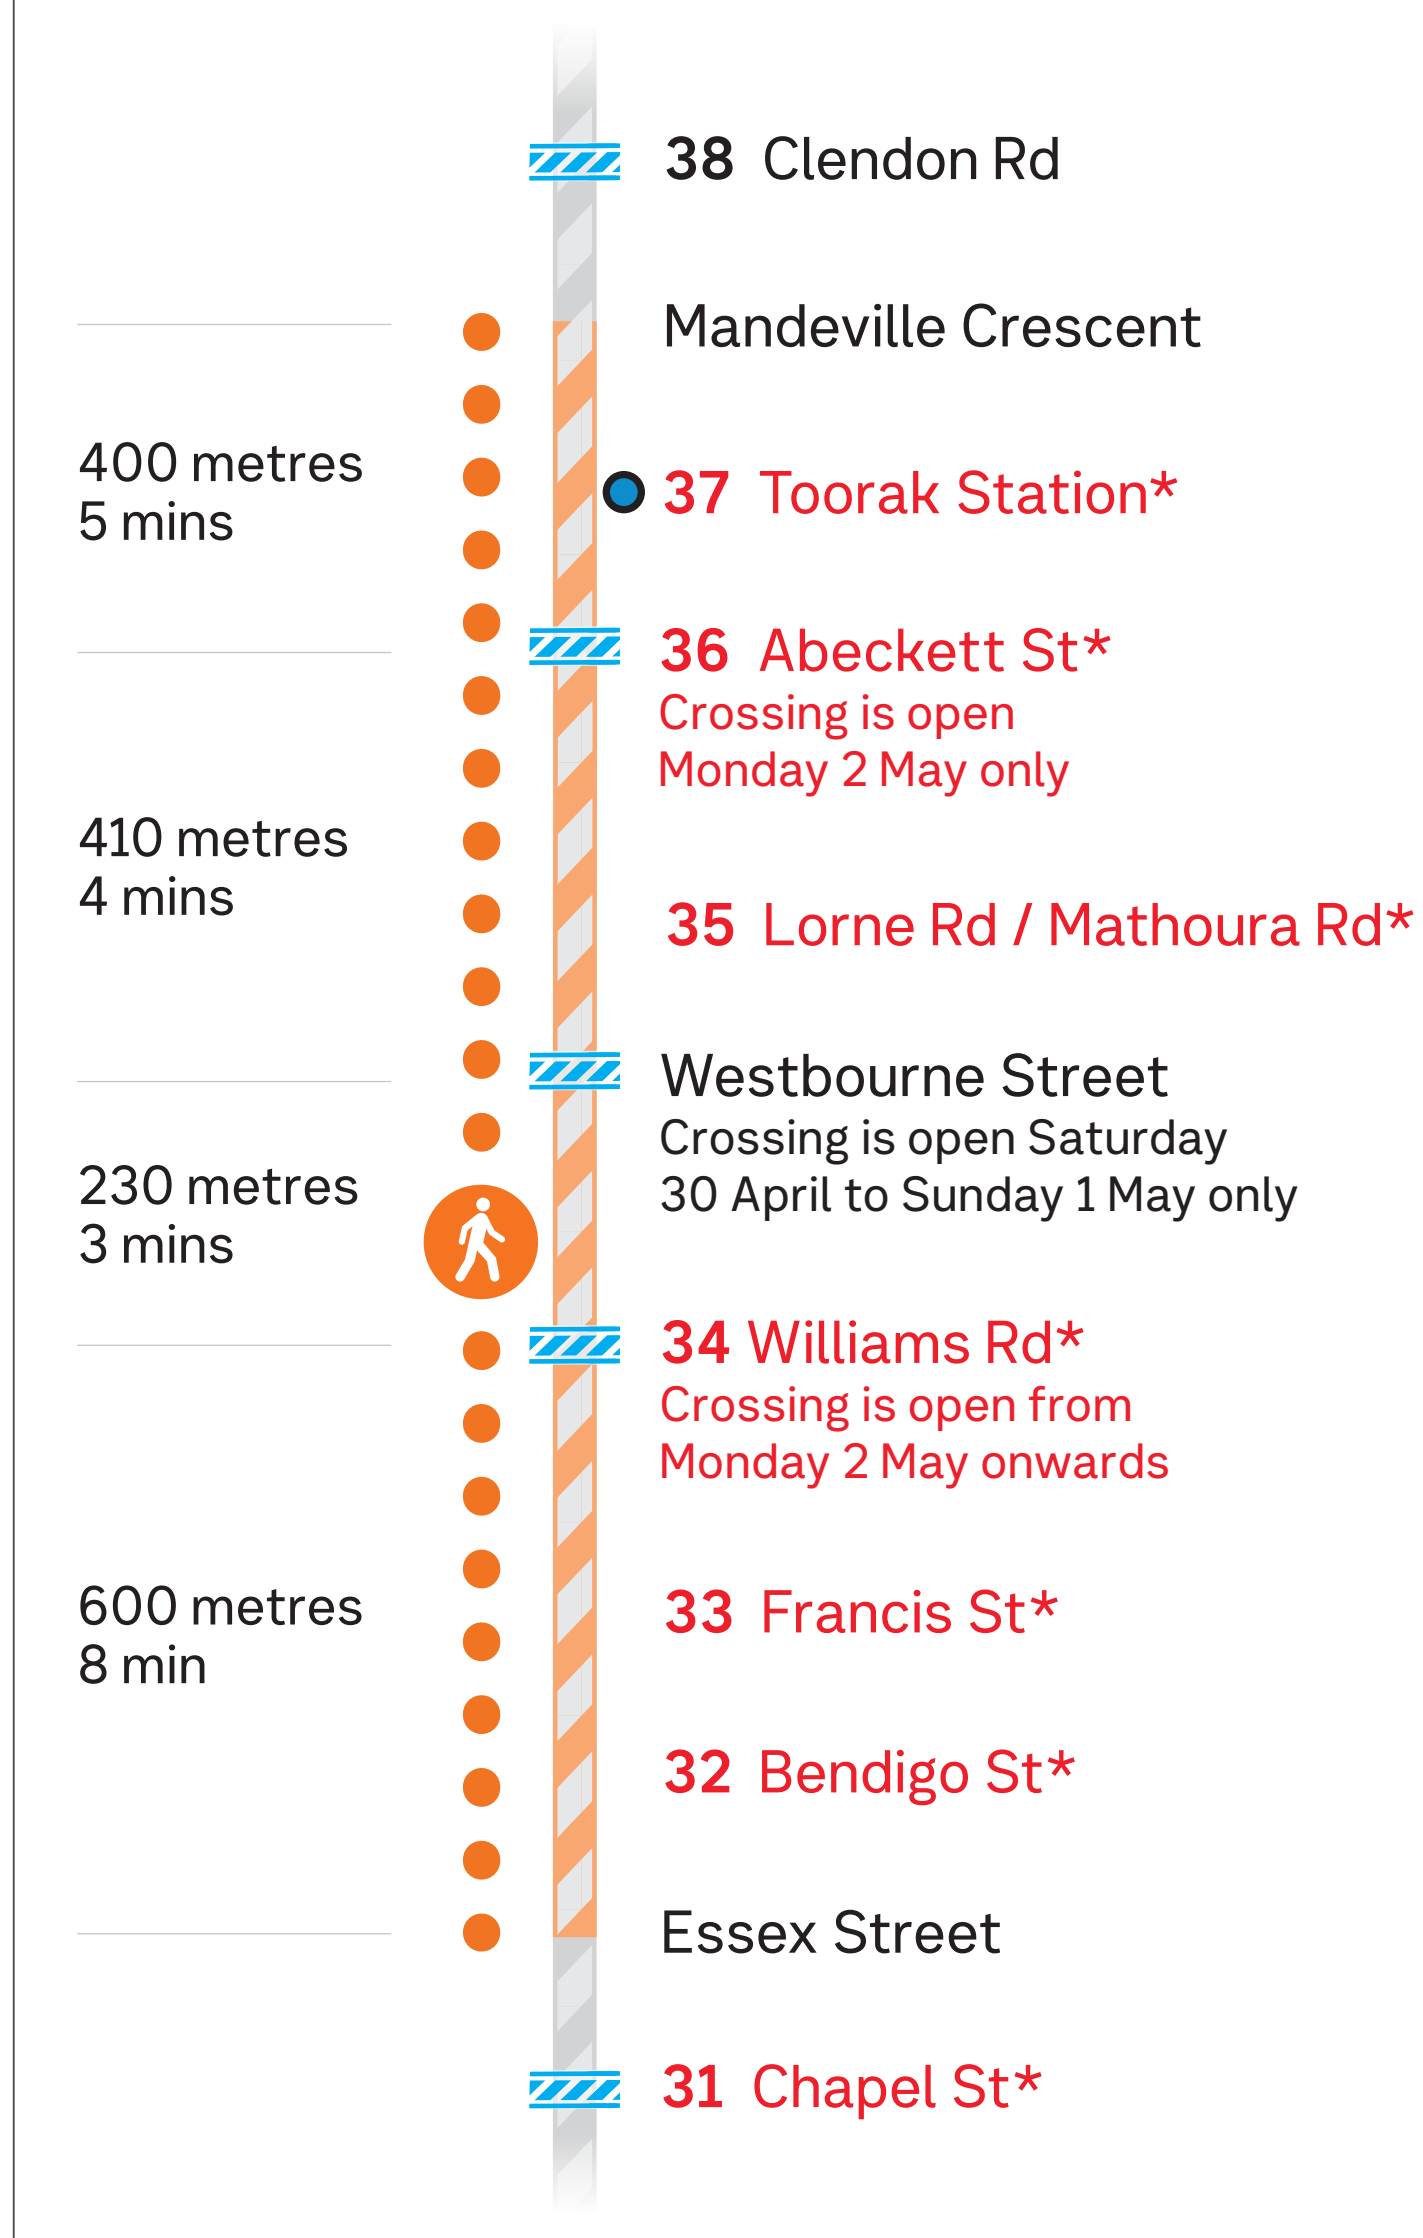 38 Clendon Rd
Mandeville Crescent
400 metres
5 mins
37 Toorak Station*
36 Abeckett St*
Crossing is open
Monday 2 May only
410 metres
4 mins
35 Lorne Rd / Mathoura Rd*
Westbourne Street
Crossing is open Saturday
30 April to Sunday 1 May only
230 metres
3 mins
34 Williams Rd*
Crossing is open from
Monday 2 May onwards
600 metres
8 min
33 Francis St*
32 Bendigo St*
Essex Street
31 Chapel St*